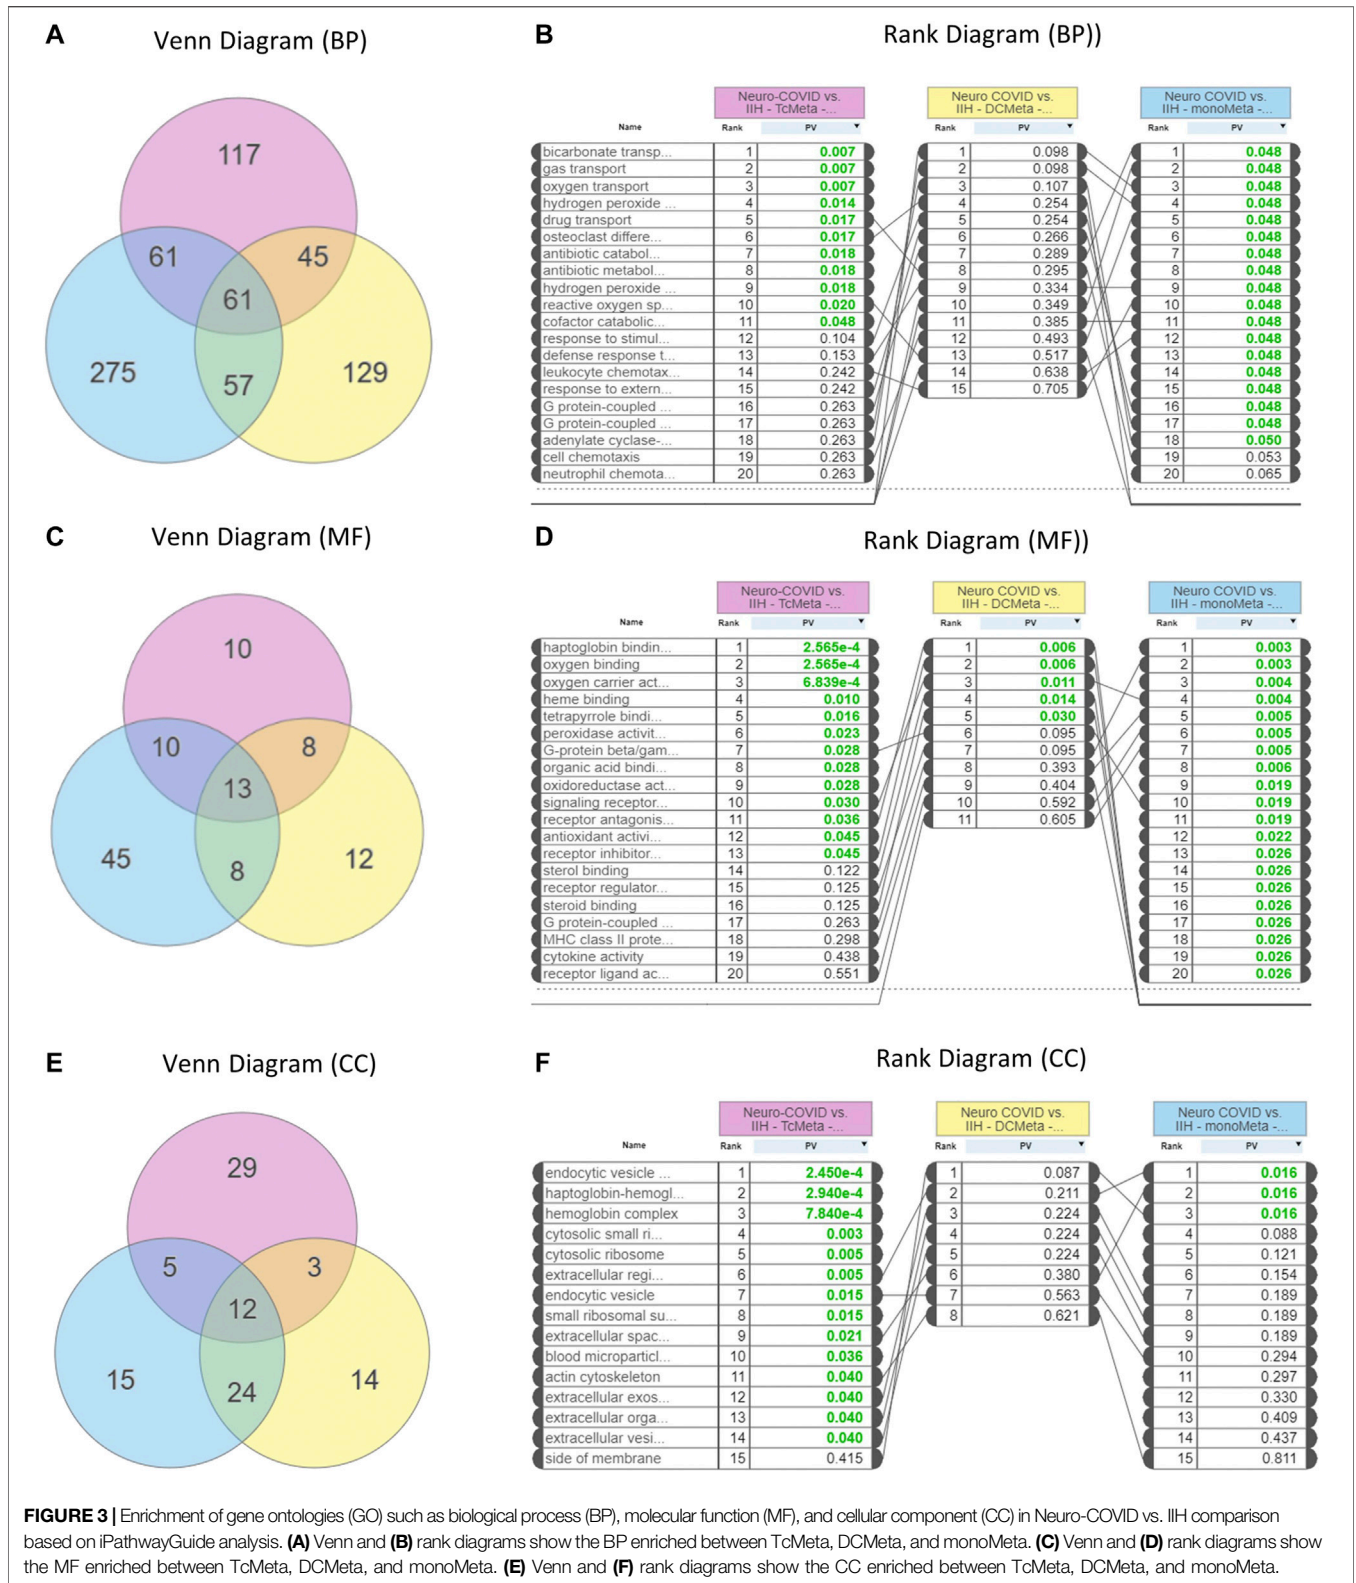 A
Venn Diagram (BP)
117
61
45
61
275
57
129
B
Rank Diagram (BP))
Neuro-COVID vs. IIH - TcMeta -...
Neuro COVID vs. IIH - DCMeta -...
Neuro COVID vs. IIH - monoMeta -...
Name Rank PV Rank PV Rank PV
bicarbonate transp... 1 0.007 1 0.098 1 0.048
gas transport 2 0.007 2 0.098 2 0.048
oxygen transport 3 0.007 3 0.107 3 0.048
hydrogen peroxide ... 4 0.014 4 0.254 4 0.048
drug transport 5 0.017 5 0.254 5 0.048
osteoclast differe... 6 0.017 6 0.266 6 0.048
antibiotic catabol... 7 0.018 7 0.289 7 0.048
antibiotic metabol... 8 0.018 8 0.295 8 0.048
hydrogen peroxide ... 9 0.018 9 0.334 9 0.048
reactive oxygen sp... 10 0.020 10 0.349 10 0.048
cofactor catabolic... 11 0.048 11 0.385 11 0.048
response to stimul... 12 0.104 12 0.493 12 0.048
defense response t... 13 0.153 13 0.517 13 0.048
leukocyte chemotax... 14 0.242 14 0.638 14 0.048
response to extern... 15 0.242 15 0.705 15 0.048
G protein-coupled ... 16 0.263 16 0.048
G protein-coupled ... 17 0.263 17 0.048
adenylate cyclase-... 18 0.263 18 0.050
cell chemotaxis 19 0.263 19 0.053
neutrophil chemota... 20 0.263 20 0.065
C
Venn Diagram (MF)
10
10
8
13
45
8
12
D
Rank Diagram (MF))
Neuro-COVID vs. IIH - TcMeta -...
Neuro COVID vs. IIH - DCMeta -...
Neuro COVID vs. IIH - monoMeta -...
Name Rank PV Rank PV Rank PV
haptoglobin bindin... 1 2.565e-4 1 0.006 1 0.003
oxygen binding 2 2.565e-4 2 0.006 2 0.003
oxygen carrier act... 3 6.839e-4 3 0.011 3 0.004
heme binding 4 0.010 4 0.014 4 0.004
tetrapyrrole bindi... 5 0.016 5 0.030 5 0.005
peroxidase activit... 6 0.023 6 0.095 6 0.005
G-protein beta/gam... 7 0.028 7 0.095 7 0.005
organic acid bindi... 8 0.028 8 0.393 8 0.006
oxidoreductase act... 9 0.028 9 0.404 9 0.019
signaling receptor... 10 0.030 10 0.592 10 0.019
receptor antagonis... 11 0.036 11 0.605 11 0.019
antioxidant activi... 12 0.045 12 0.022
receptor inhibitor... 13 0.045 13 0.026
sterol binding 14 0.122 14 0.026
receptor regulator... 15 0.125 15 0.026
steroid binding 16 0.125 16 0.026
G protein-coupled ... 17 0.263 17 0.026
MHC class II prote... 18 0.298 18 0.026
cytokine activity 19 0.438 19 0.026
receptor ligand ac... 20 0.551 20 0.026
E
Venn Diagram (CC)
29
5
3
12
15
24
14
F
Rank Diagram (CC)
Neuro-COVID vs. IIH - TcMeta -...
Neuro COVID vs. IIH - DCMeta -...
Neuro COVID vs. IIH - monoMeta -...
Name Rank PV Rank PV Rank PV
endocytic vesicle ... 1 2.450e-4 1 0.087 1 0.016
haptoglobin-hemogl... 2 2.940e-4 2 0.211 2 0.016
hemoglobin complex 3 7.840e-4 3 0.224 3 0.016
cytosolic small ri... 4 0.003 4 0.224 4 0.088
cytosolic ribosome 5 0.005 5 0.224 5 0.121
extracellular regi... 6 0.005 6 0.380 6 0.154
endocytic vesicle 7 0.015 7 0.563 7 0.189
small ribosomal su... 8 0.015 8 0.621 8 0.189
extracellular spac... 9 0.021 9 0.189
blood microparticl... 10 0.036 10 0.294
actin cytoskeleton 11 0.040 11 0.297
extracellular exos... 12 0.040 12 0.330
extracellular orga... 13 0.040 13 0.409
extracellular vesi... 14 0.040 14 0.437
side of membrane 15 0.415 15 0.811
FIGURE 3 | Enrichment of gene ontologies (GO) such as biological process (BP), molecular function (MF), and cellular component (CC) in Neuro-COVID vs. IIH comparison
based on iPathwayGuide analysis. (A) Venn and (B) rank diagrams show the BP enriched between TcMeta, DCMeta, and monoMeta. (C) Venn and (D) rank diagrams show
the MF enriched between TcMeta, DCMeta, and monoMeta. (E) Venn and (F) rank diagrams show the CC enriched between TcMeta, DCMeta, and monoMeta.